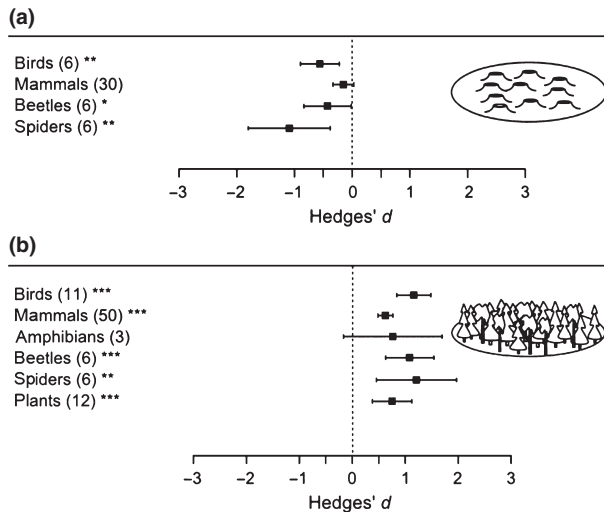 (a)
Birds (6) **
Mammals (30)
Beetles (6) *
Spiders (6) **
−3 −2 −1 0 1 2 3
Hedges' d
(b)
Birds (11) ***
Mammals (50) ***
Amphibians (3)
Beetles (6) ***
Spiders (6) **
Plants (12) ***
−3 −2 −1 0 1 2 3
Hedges' d